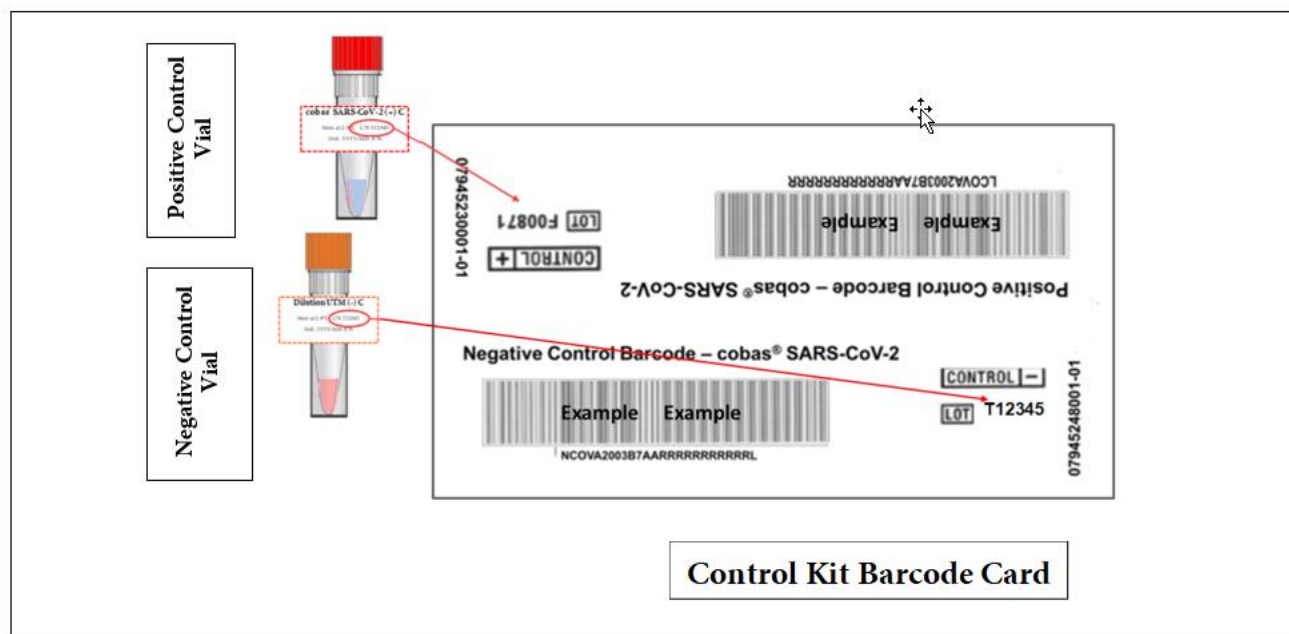 Positive Control
Vial
cobas SARS-CoV-2 (+) C
07945230001-01
LOT F00871
CONTROL +
LCOVA2003B7AARRRRRRRRRRRRR
Example Example
Positive Control Barcode – cobas® SARS-CoV-2
Negative Control
Vial
Dilution UTM (-) C
Negative Control Barcode – cobas® SARS-CoV-2
Example Example
NCOVA2003B7AARRRRRRRRRRRRL
CONTROL –
LOT T12345
07945248001-01
Control Kit Barcode Card